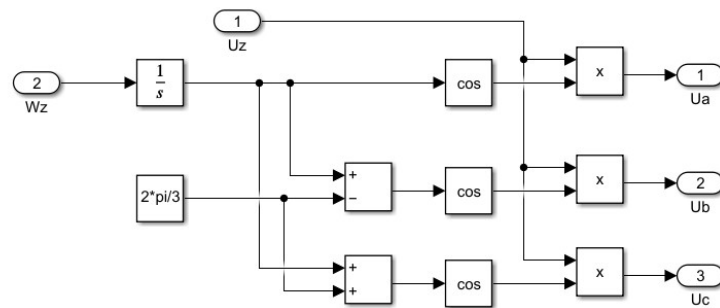 1
Uz
2
Wz
1
s
cos
x
1
Ua
2*pi/3
+
−
cos
x
2
Ub
+
+
cos
x
3
Uc